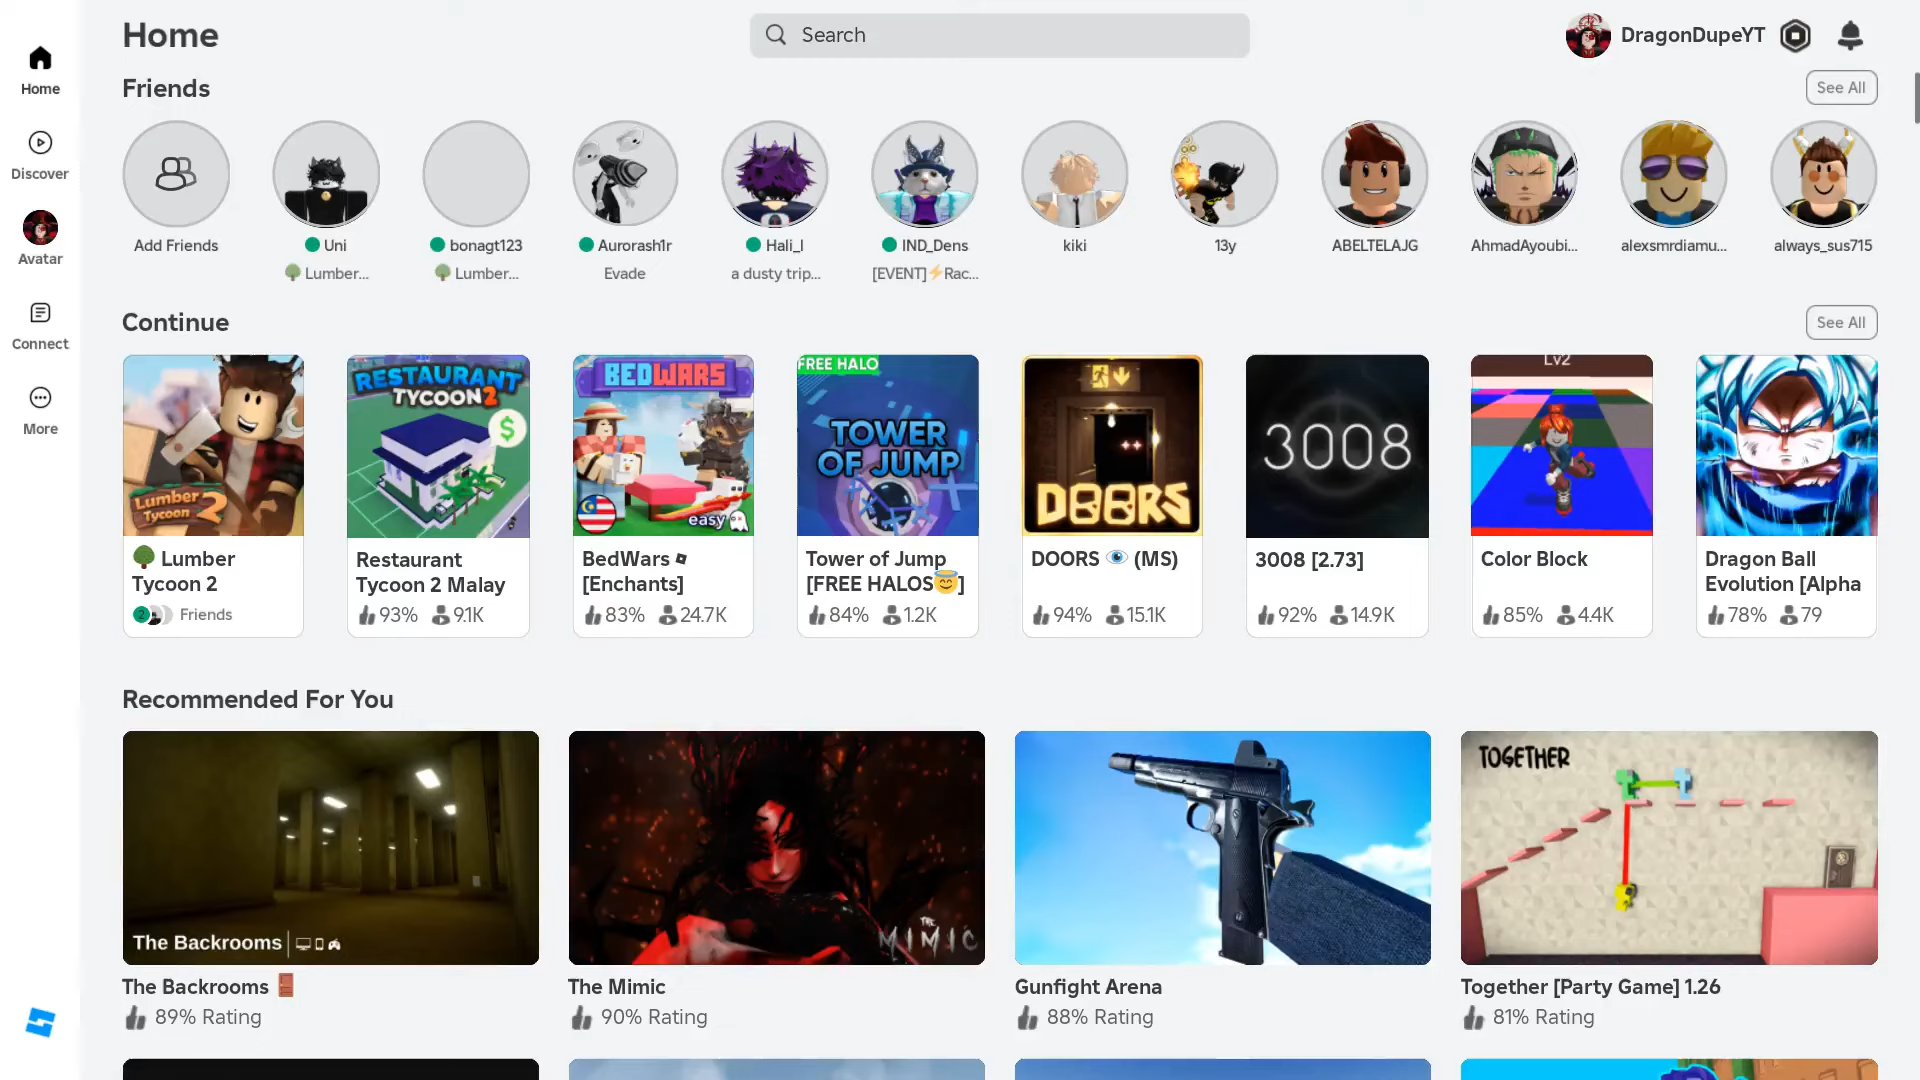 Home
Search
DragonDupeYT
Home
Discover
Avatar
Connect
More
Friends
See All
Add Friends
Uni
Lumber...
bonagt123
Lumber...
Aurorash1r
Evade
Hali_I
a dusty trip...
IND_Dens
[EVENT]⚡Rac...
kiki
13y
ABELTELAJG
AhmadAyoubi...
alexsmrdiamu...
always_sus715
Continue
See All
Lumber
Tycoon 2
RESTAURANT
TYCOON 2
$
BEDWARS
easy
FREE HALO
TOWER
OF JUMP
DOORS
3008
Lv2
🌳 Lumber
Tycoon 2
2
Friends
Restaurant
Tycoon 2 Malay
93% 9.1K
BedWars
[Enchants]
83% 24.7K
Tower of Jump
[FREE HALOS😇]
84% 1.2K
DOORS 👁️ (MS)
94% 15.1K
3008 [2.73]
92% 14.9K
Color Block
85% 4.4K
Dragon Ball
Evolution [Alpha
78% 79
Recommended For You
The Backrooms
THE MIMIC
TOGETHER
The Backrooms 🚪
89% Rating
The Mimic
90% Rating
Gunfight Arena
88% Rating
Together [Party Game] 1.26
81% Rating